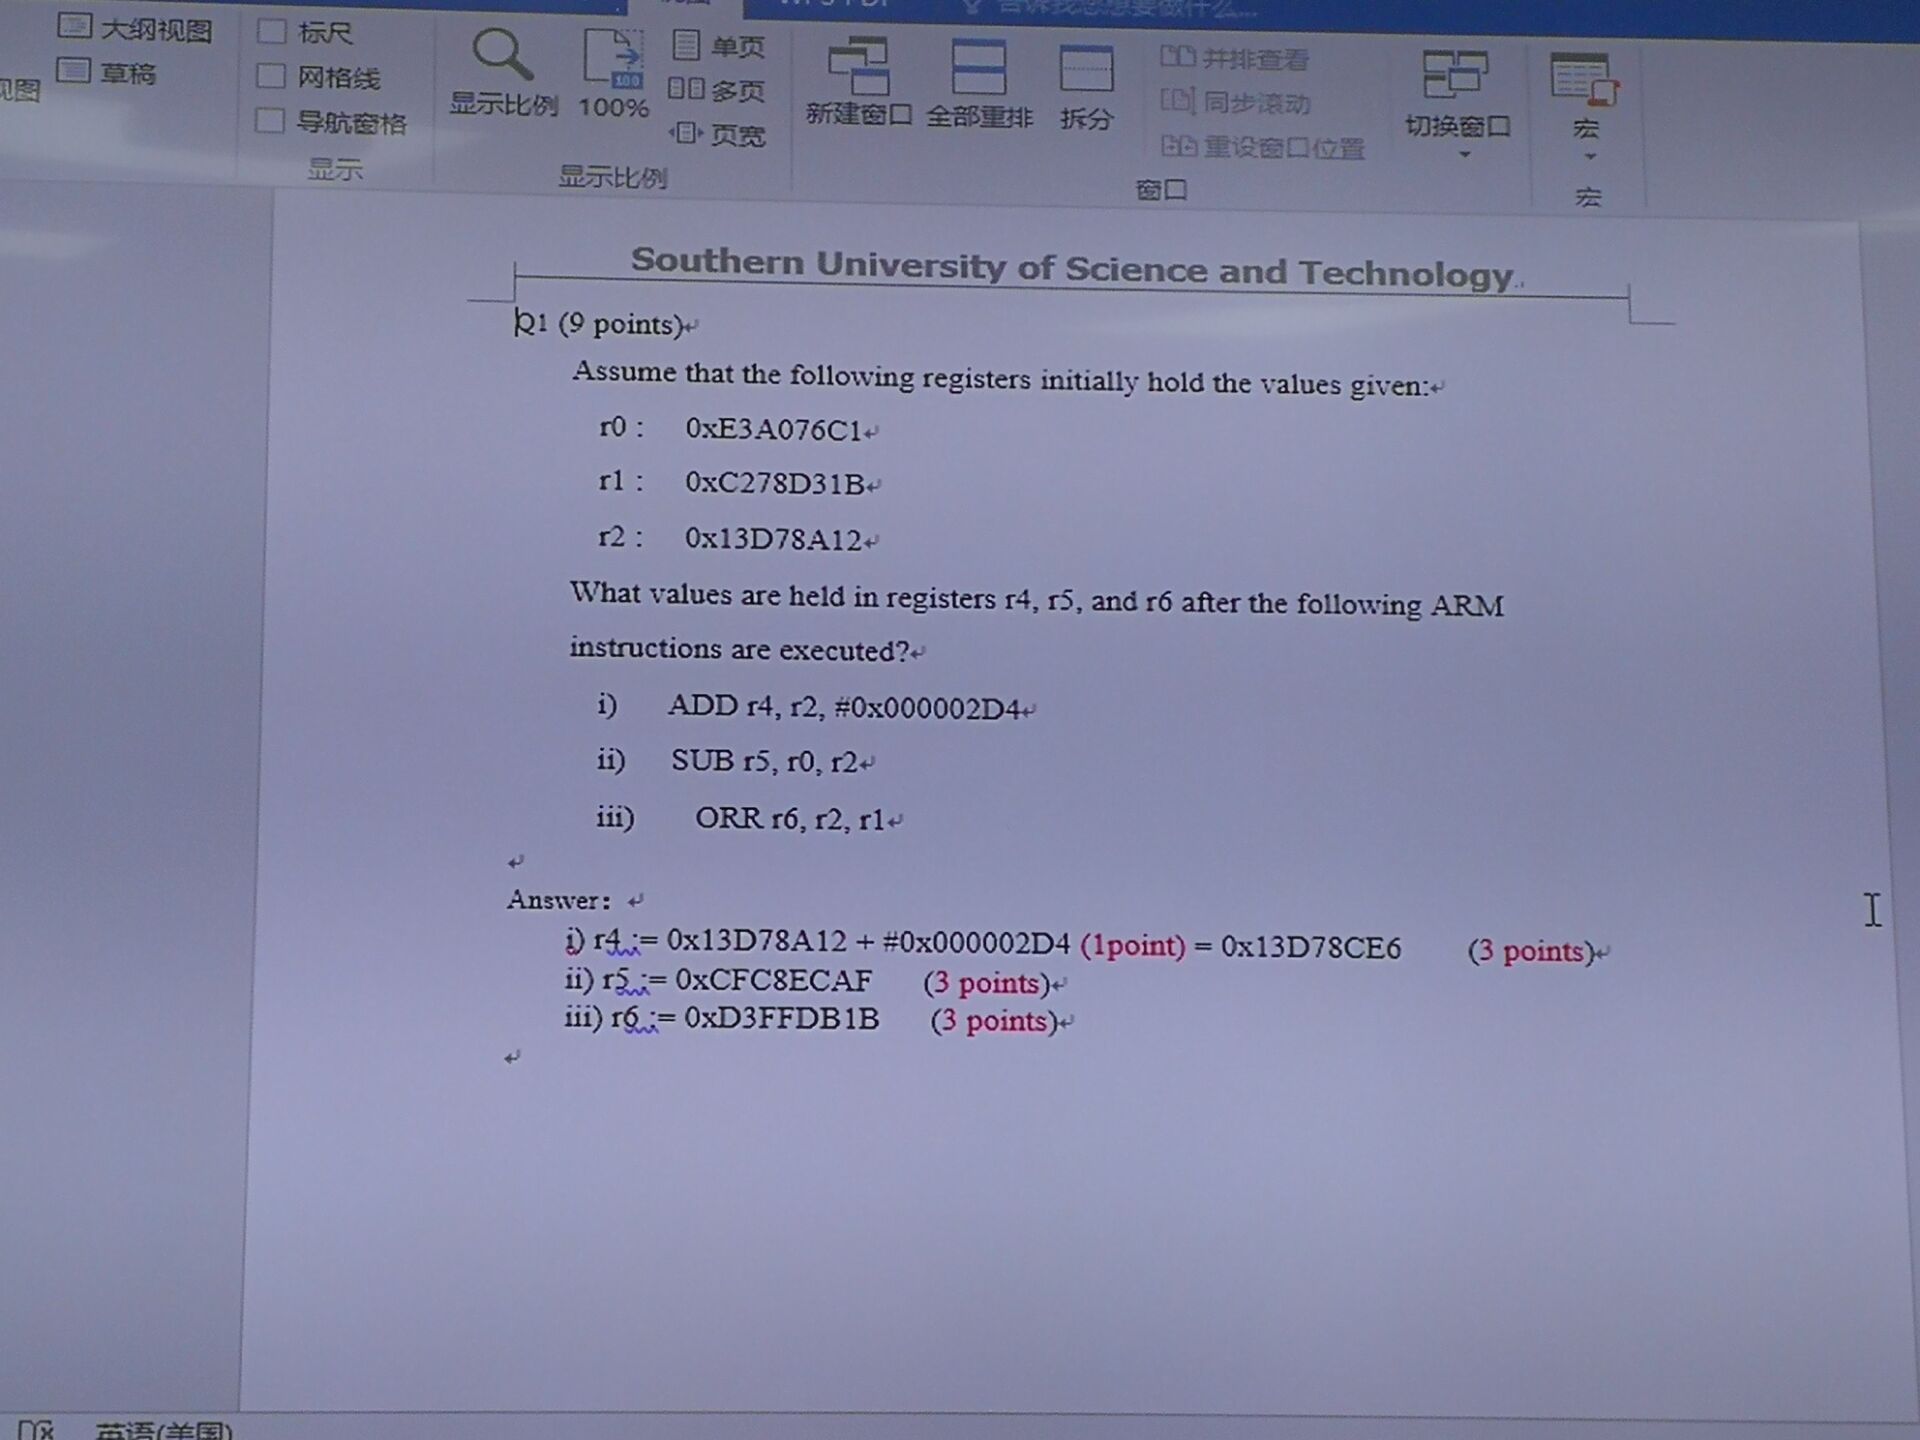 大纲视图
草稿
视图
标尺
网格线
导航窗格
显示
显示比例
100
100%
单页
多页
页宽
显示比例
新建窗口
全部重排
拆分
并排查看
同步滚动
重设窗口位置
窗口
切换窗口
宏
宏
Southern University of Science and Technology
Q1 (9 points)
Assume that the following registers initially hold the values given:
r0 : 0xE3A076C1
r1 : 0xC278D31B
r2 : 0x13D78A12
What values are held in registers r4, r5, and r6 after the following ARM
instructions are executed?
i) ADD r4, r2, #0x000002D4
ii) SUB r5, r0, r2
iii) ORR r6, r2, r1
Answer:
i) r4 := 0x13D78A12 + #0x000002D4 (1point) = 0x13D78CE6 (3 points)
ii) r5 := 0xCFC8ECAF (3 points)
iii) r6 := 0xD3FFDB1B (3 points)
英语(美国)